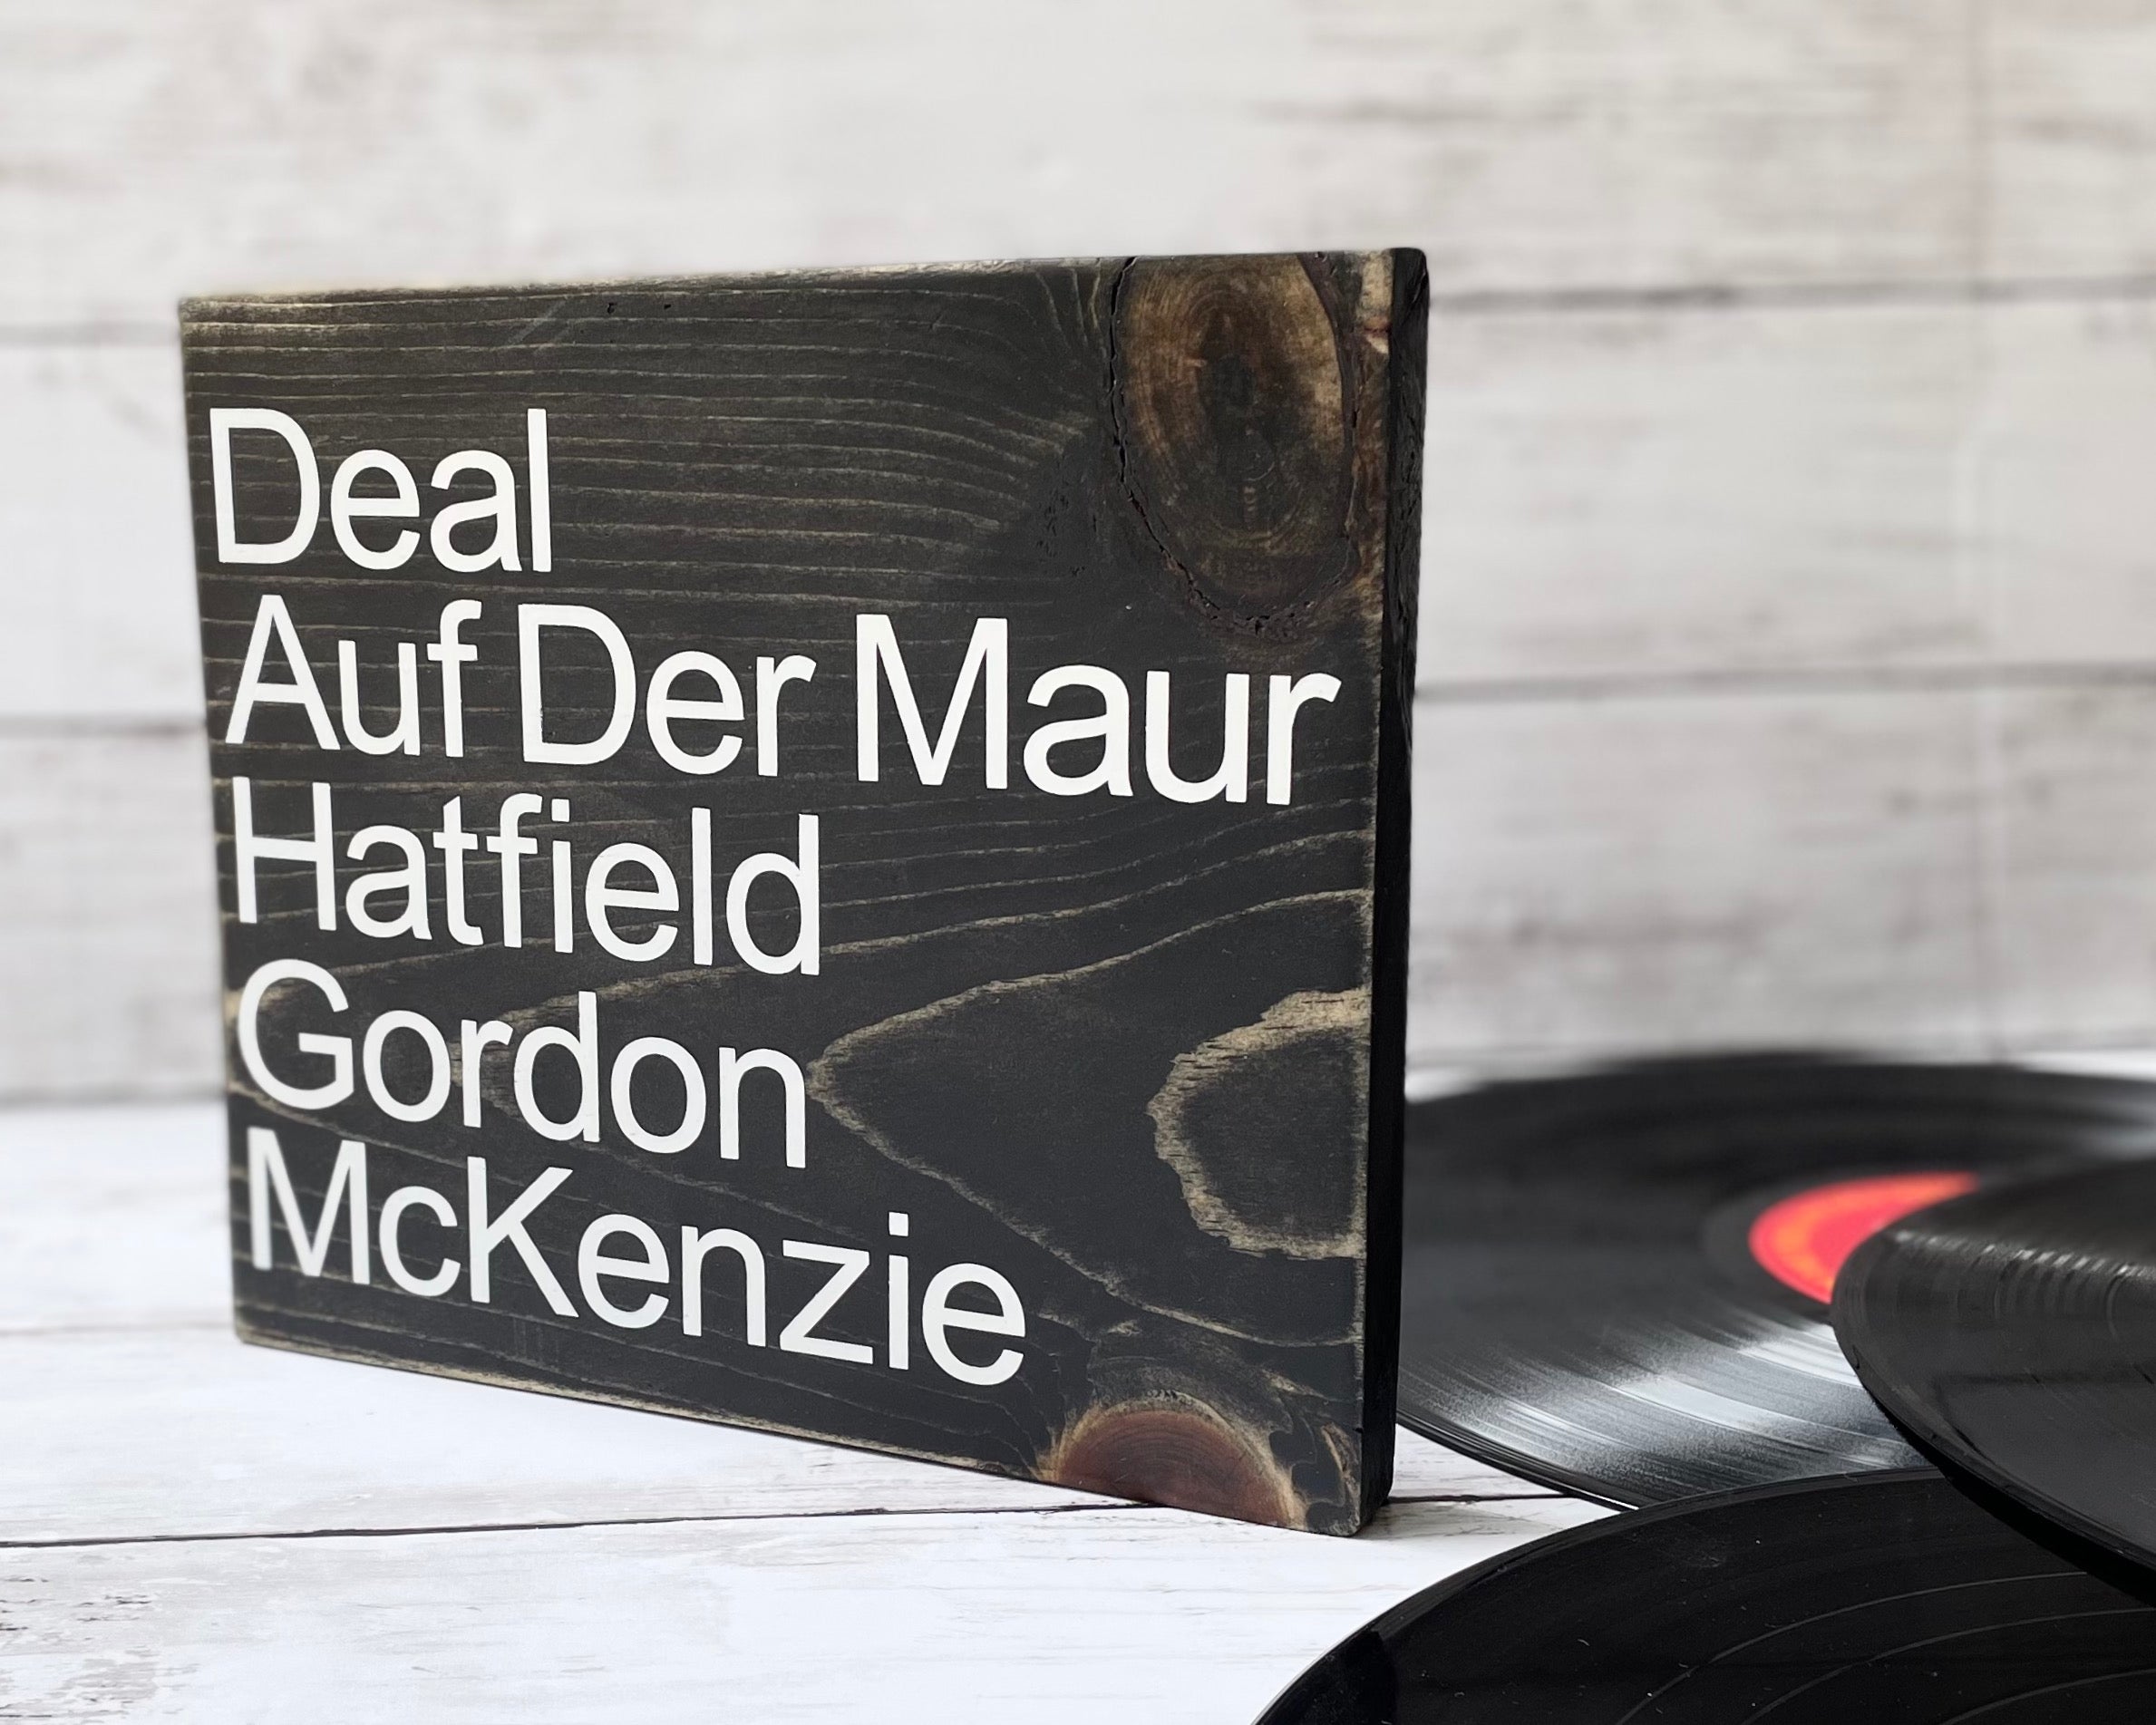 Deal
Auf Der Maur
Hatfield
Gordon
McKenzie